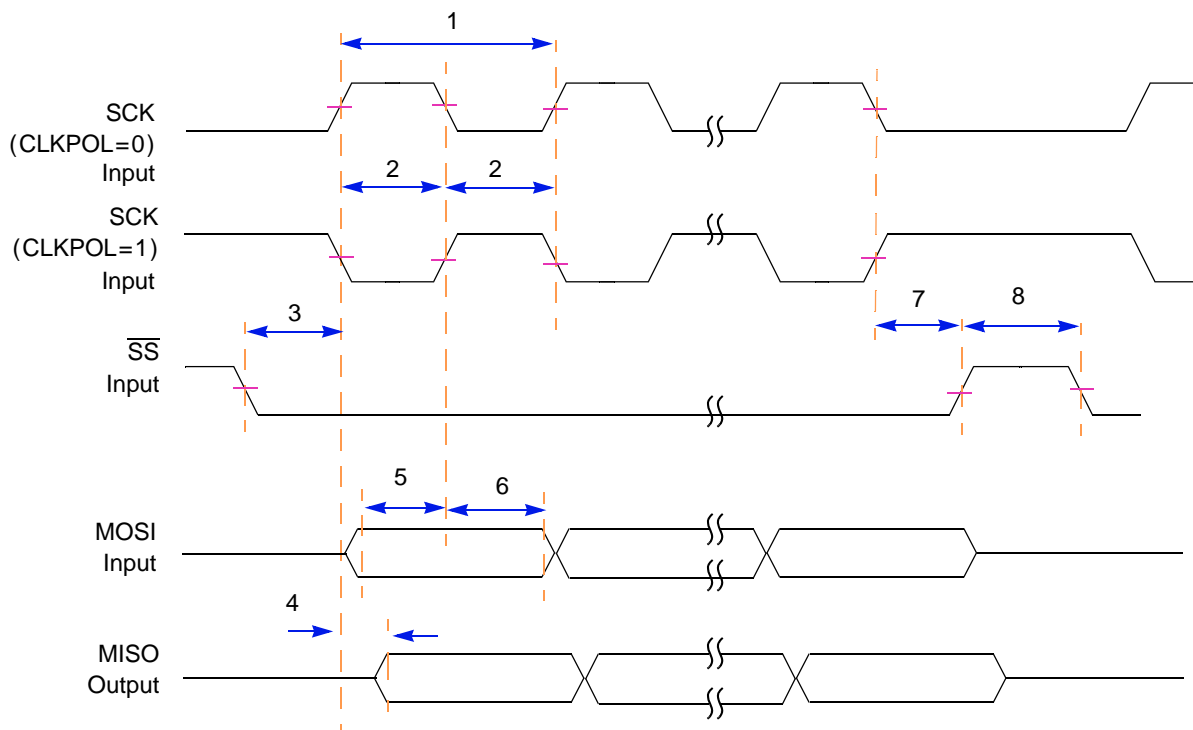 1
SCK
(CLKPOL=0)
Input
2 2
SCK
(CLKPOL=1)
Input
3 7 8
SS
Input
5 6
MOSI
Input
4
MISO
Output